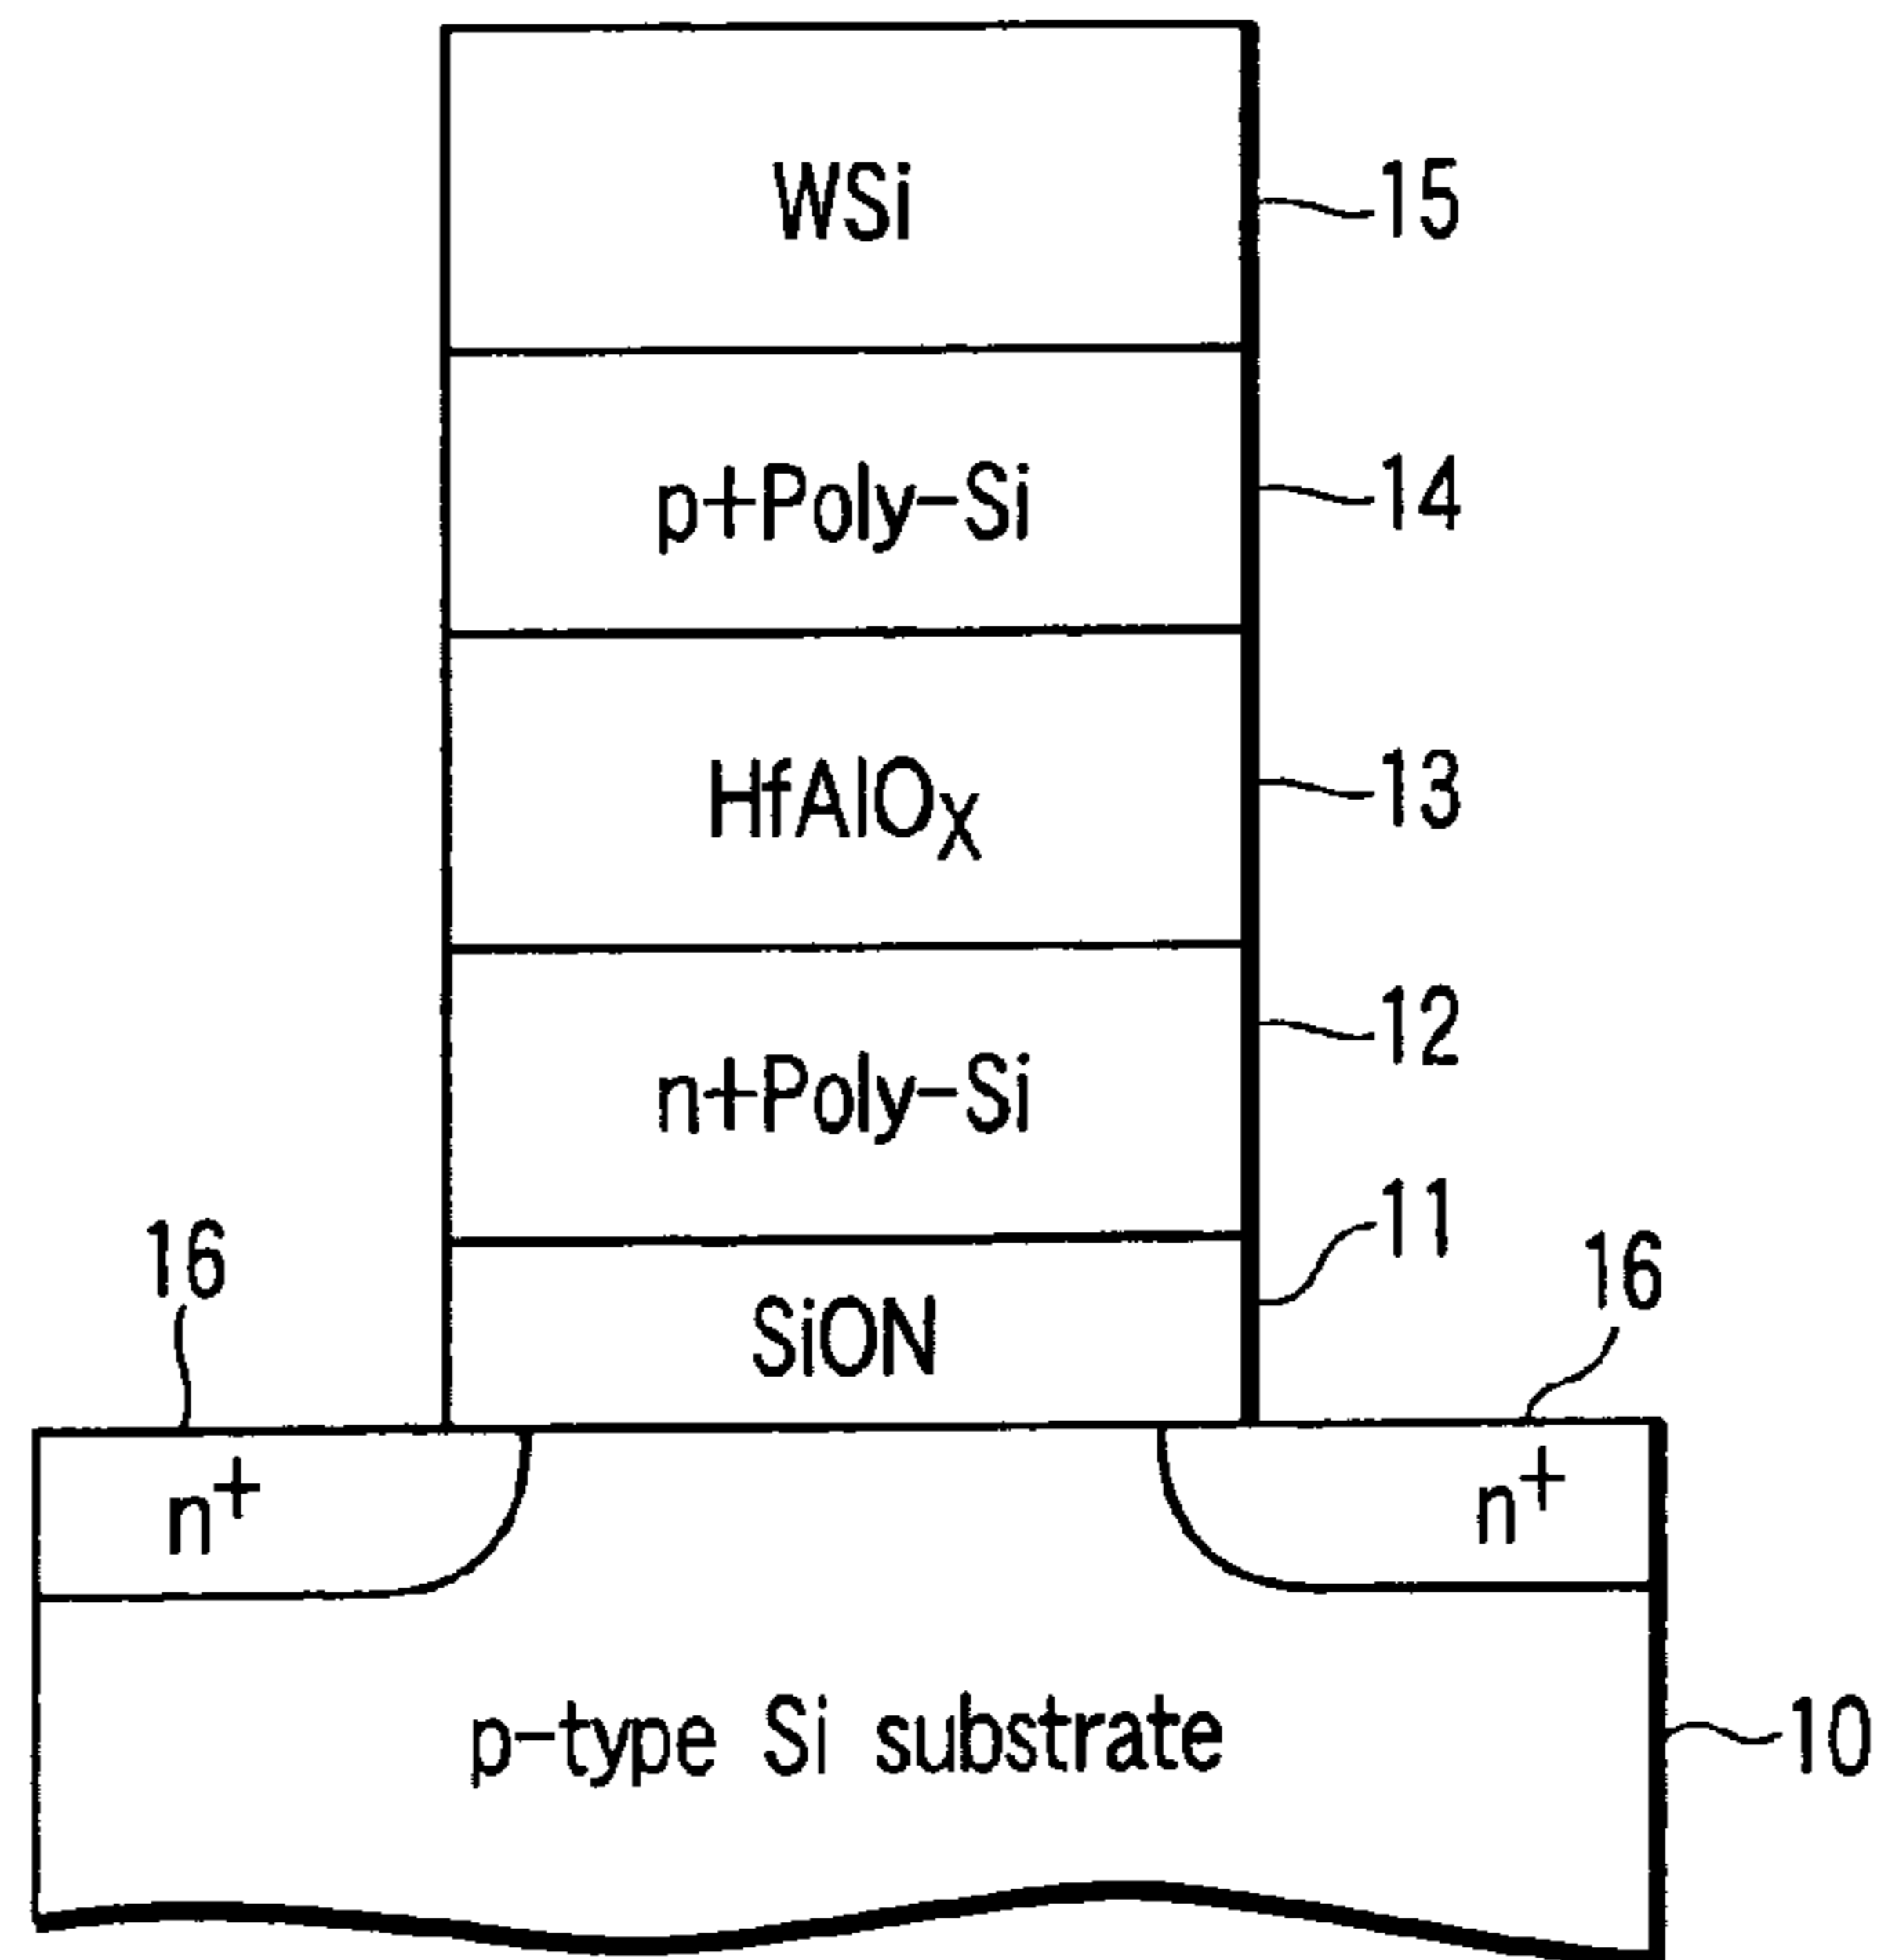 WSi 15
p+Poly-Si 14
HfAlOX 13
12
n+Poly-Si
11
16
16
SiON
n+
n+
p-type Si substrate 10